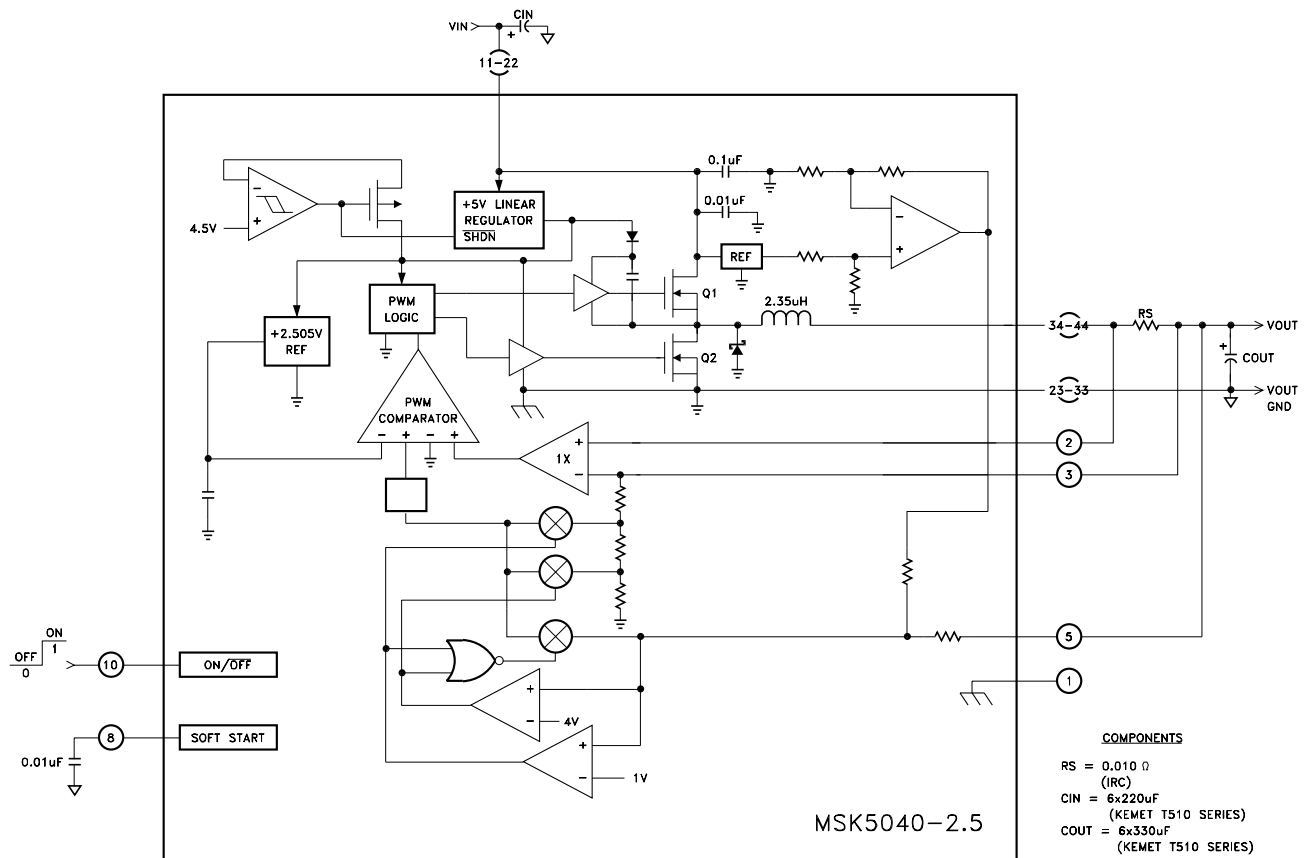 VIN
CIN
+
11-22
0.1uF
0.01uF
4.5V
-
+
+5V LINEAR
REGULATOR
SHDN
REF
-
+
PWM
LOGIC
Q1
2.35uH
34-44
RS
VOUT
+2.505V
REF
Q2
+
COUT
23-33
VOUT
GND
PWM
COMPARATOR
- + - +
1X
+
-
2
3
5
OFF
0
ON
1
10
ON/OFF
1
+
-
4V
8
SOFT START
0.01uF
+
-
1V
MSK5040-2.5
COMPONENTS
RS = 0.010 Ω
(IRC)
CIN = 6x220uF
(KEMET T510 SERIES)
COUT = 6x330uF
(KEMET T510 SERIES)